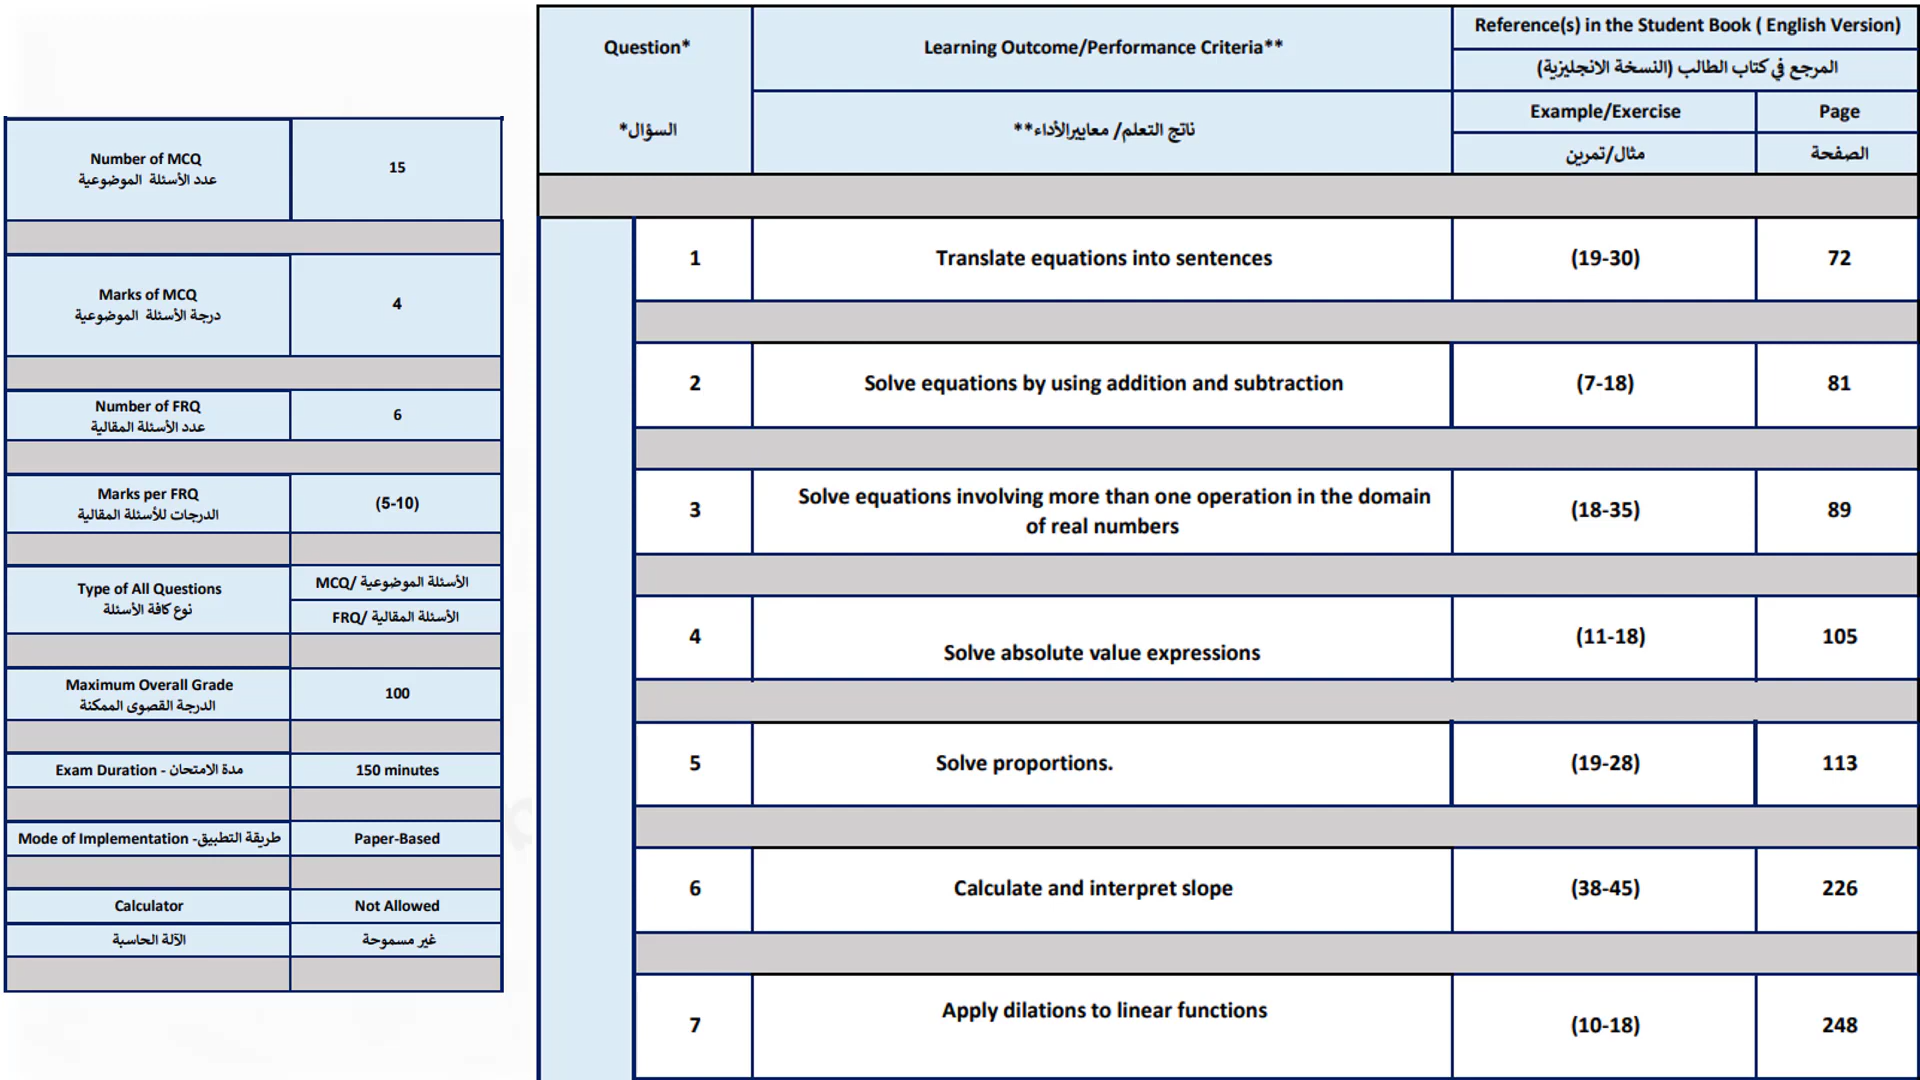 Number of MCQ
عدد الأسئلة الموضوعية
15
Marks of MCQ
درجة الأسئلة الموضوعية
4
Number of FRQ
عدد الأسئلة المقالية
6
Marks per FRQ
الدرجات للأسئلة المقالية
(5-10)
Type of All Questions
نوع كافة الأسئلة
MCQ/ الأسئلة الموضوعية
FRQ/ الأسئلة المقالية
Maximum Overall Grade
الدرجة القصوى الممكنة
100
Exam Duration - مدة الامتحان
150 minutes
Mode of Implementation -طريقة التطبيق
Paper-Based
Calculator
Not Allowed
الآلة الحاسبة
غير مسموحة
Question*
السؤال*
Learning Outcome/Performance Criteria**
ناتج التعلم/ معاييرالأداء**
Reference(s) in the Student Book ( English Version)
المرجع في كتاب الطالب (النسخة الانجليزية)
Example/Exercise
Page
مثال/تمرين
الصفحة
1
Translate equations into sentences
(19-30)
72
2
Solve equations by using addition and subtraction
(7-18)
81
3
Solve equations involving more than one operation in the domain
of real numbers
(18-35)
89
4
Solve absolute value expressions
(11-18)
105
5
Solve proportions.
(19-28)
113
6
Calculate and interpret slope
(38-45)
226
7
Apply dilations to linear functions
(10-18)
248